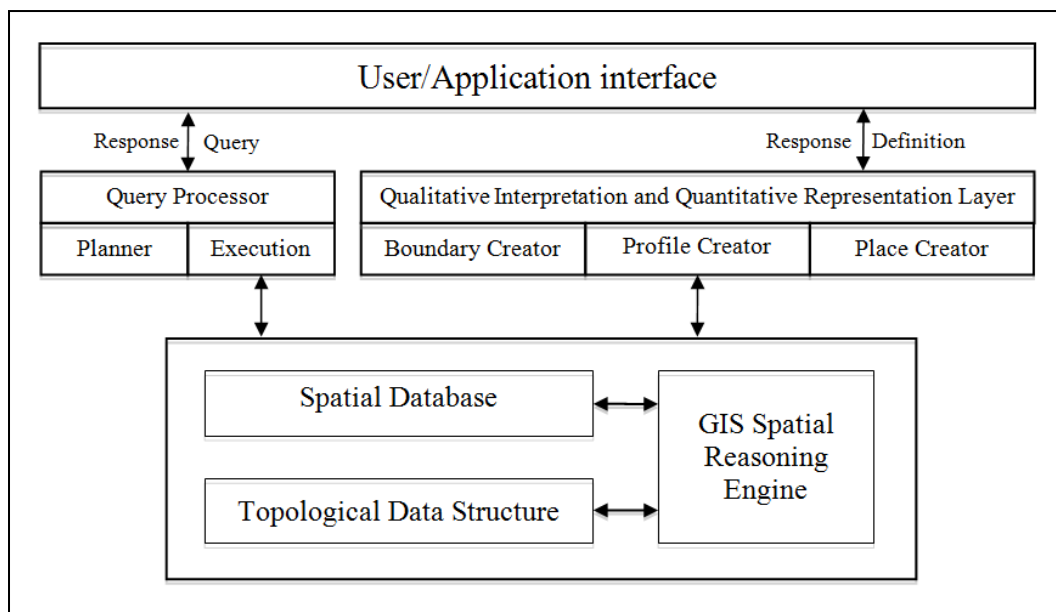 User/Application interface
Response Query
Response Definition
Query Processor
Planner Execution
Qualitative Interpretation and Quantitative Representation Layer
Boundary Creator Profile Creator Place Creator
Spatial Database
Topological Data Structure
GIS Spatial
Reasoning
Engine